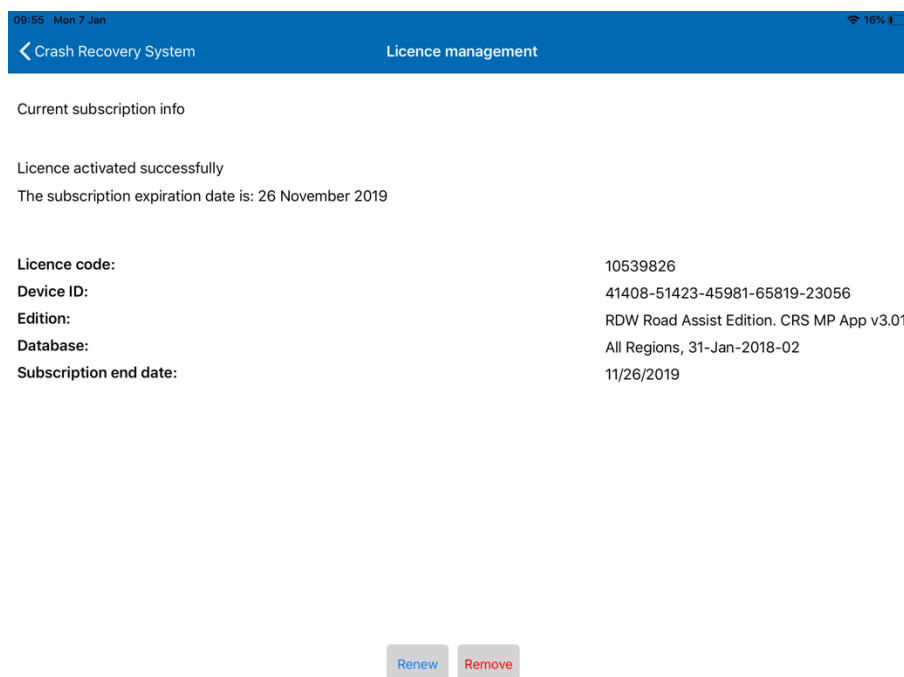 09:55 Mon 7 Jan 16%
Crash Recovery System Licence management
Current subscription info
Licence activated successfully
The subscription expiration date is: 26 November 2019
Licence code: 10539826
Device ID: 41408-51423-45981-65819-23056
Edition: RDW Road Assist Edition. CRS MP App v3.01
Database: All Regions, 31-Jan-2018-02
Subscription end date: 11/26/2019
Renew Remove